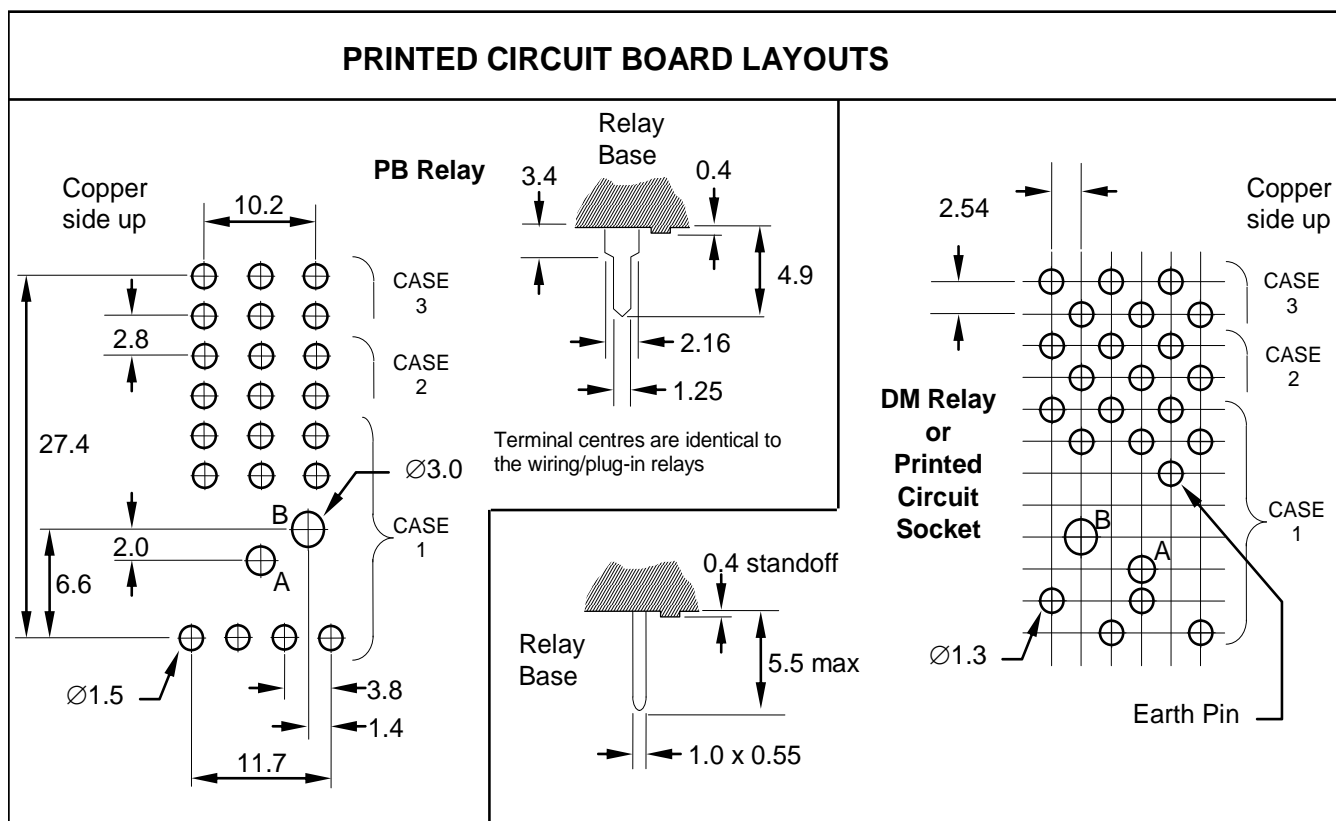 PRINTED CIRCUIT BOARD LAYOUTS
Copper
side up
PB Relay
Relay
Base
10.2
3.4
0.4
4.9
2.16
1.25
CASE
3
2.8
CASE
2
27.4
Terminal centres are identical to
the wiring/plug-in relays
∅3.0
B
CASE
1
2.0
A
6.6
∅1.5
3.8
1.4
11.7
0.4 standoff
Relay
Base
5.5 max
1.0 x 0.55
2.54
Copper
side up
CASE
3
CASE
2
DM Relay
or
Printed
Circuit
Socket
B
A
CASE
1
∅1.3
Earth Pin